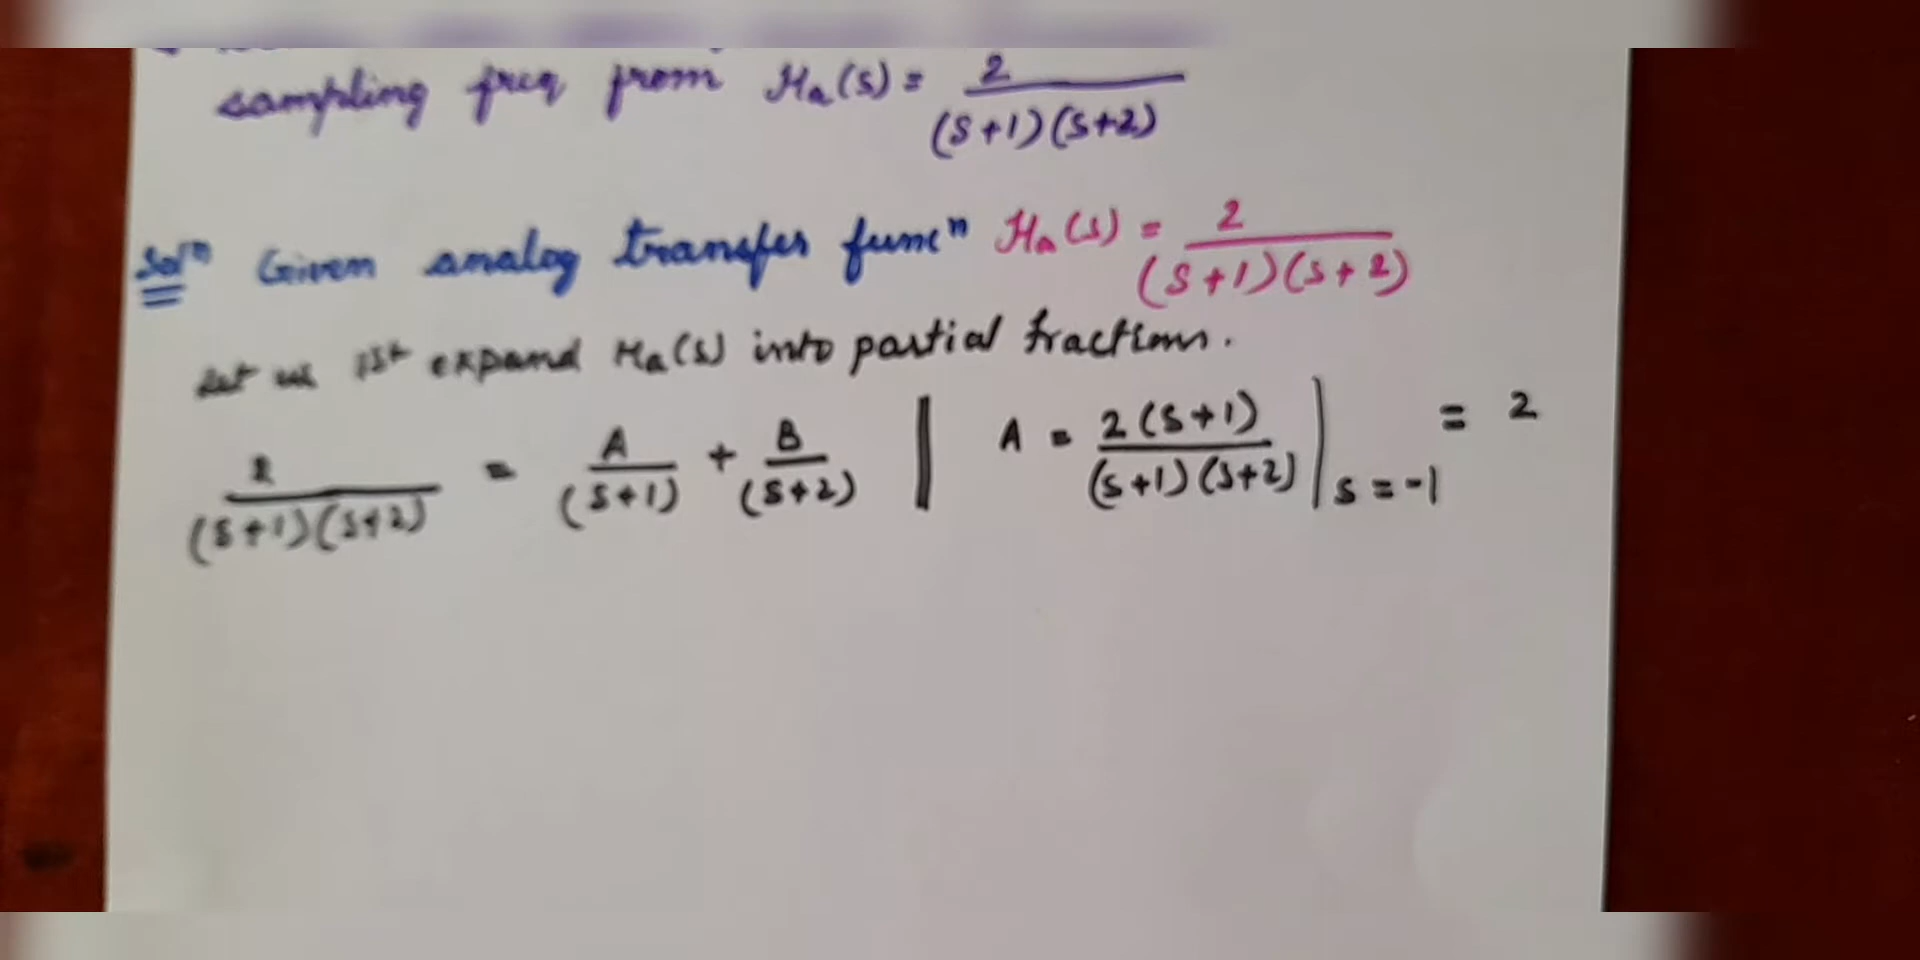 sampling freq from Ha(s) = 2/((s+1)(s+2))
Solⁿ Given analog transfer funcⁿ Ha(s) = 2/((s+1)(s+2))
Let us 1st expand Ha(s) into partial fractions.
2/((s+1)(s+2)) = A/(s+1) + B/(s+2) | A = 2(s+1)/((s+1)(s+2)) |s=-1 = 2